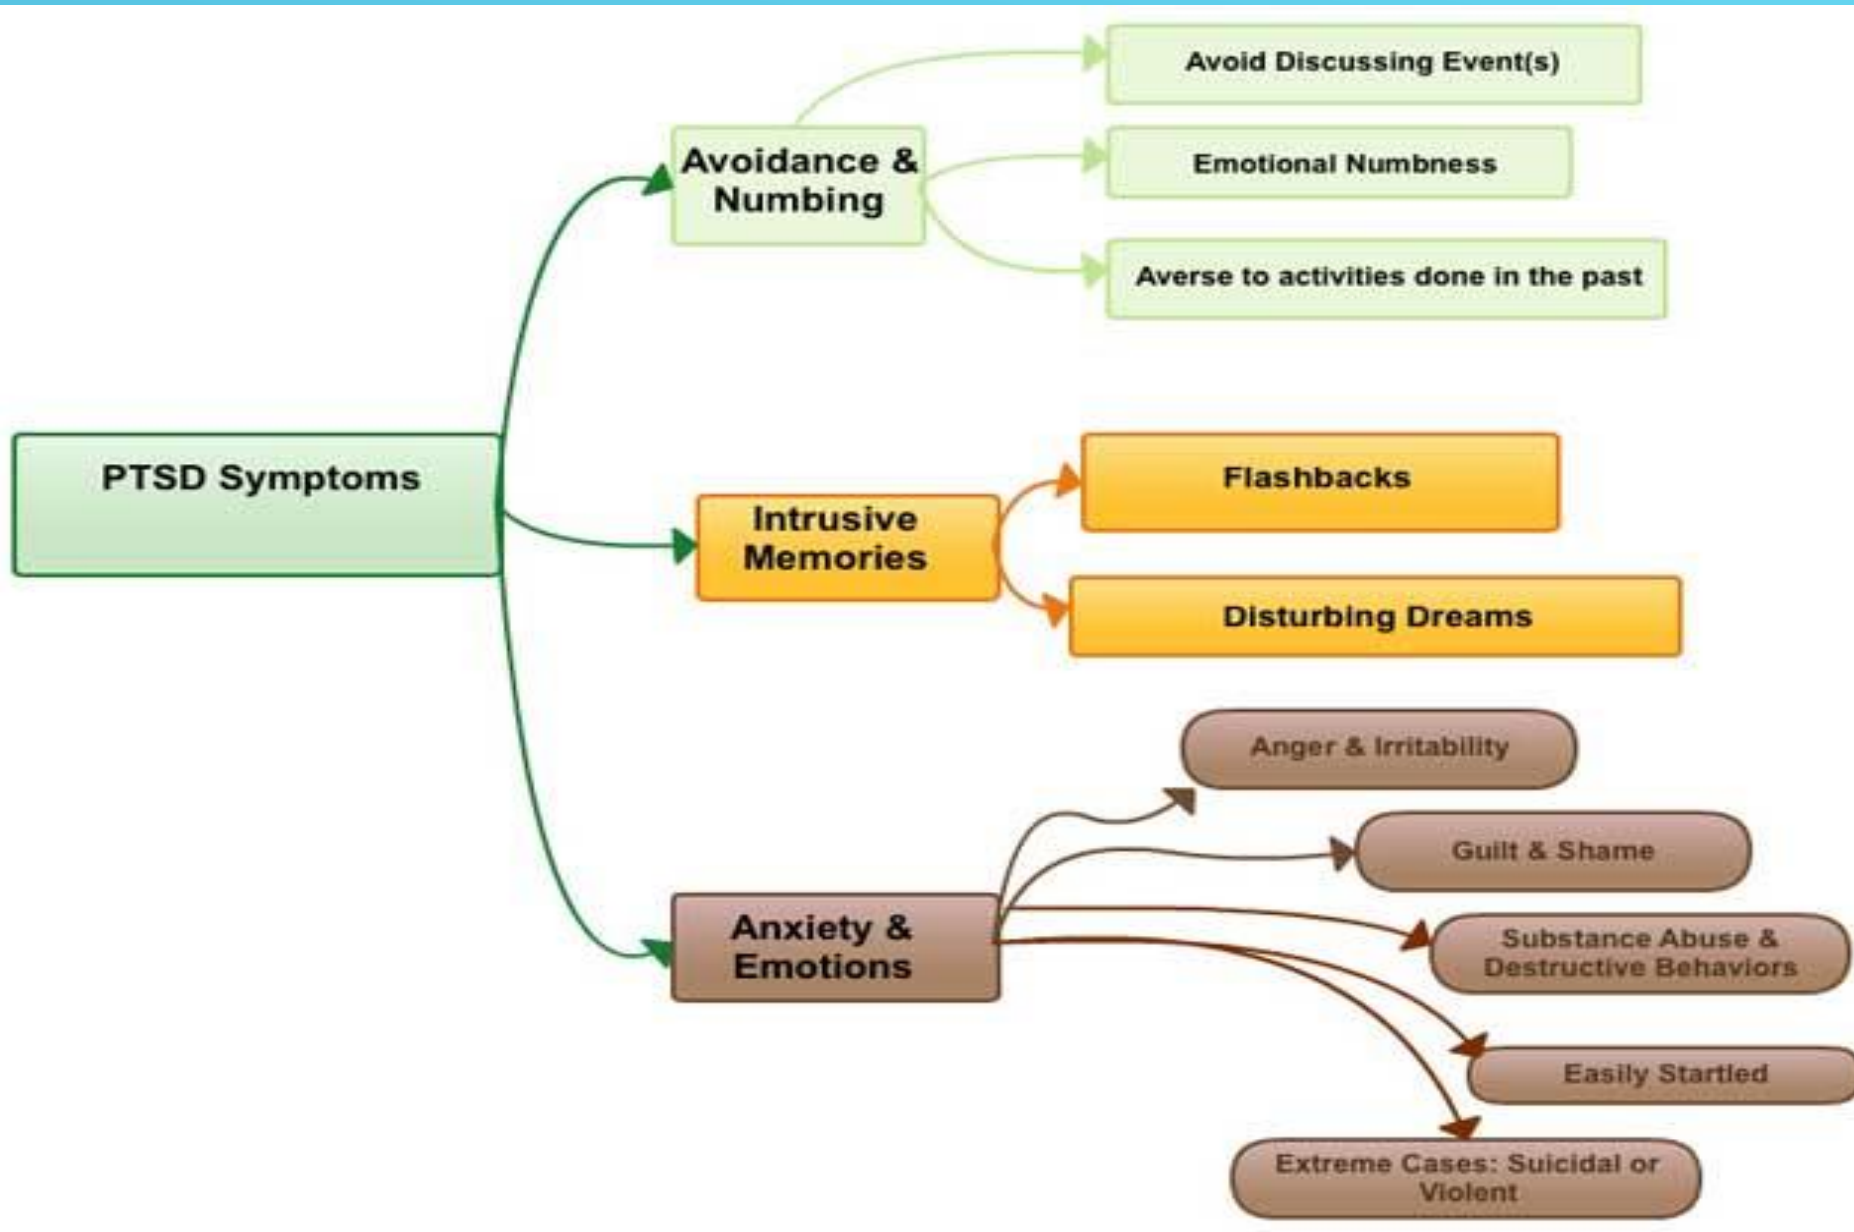 PTSD Symptoms
Avoidance &
Numbing
Avoid Discussing Event(s)
Emotional Numbness
Averse to activities done in the past
Intrusive
Memories
Flashbacks
Disturbing Dreams
Anxiety &
Emotions
Anger & Irritability
Guilt & Shame
Substance Abuse &
Destructive Behaviors
Easily Startled
Extreme Cases: Suicidal or
Violent